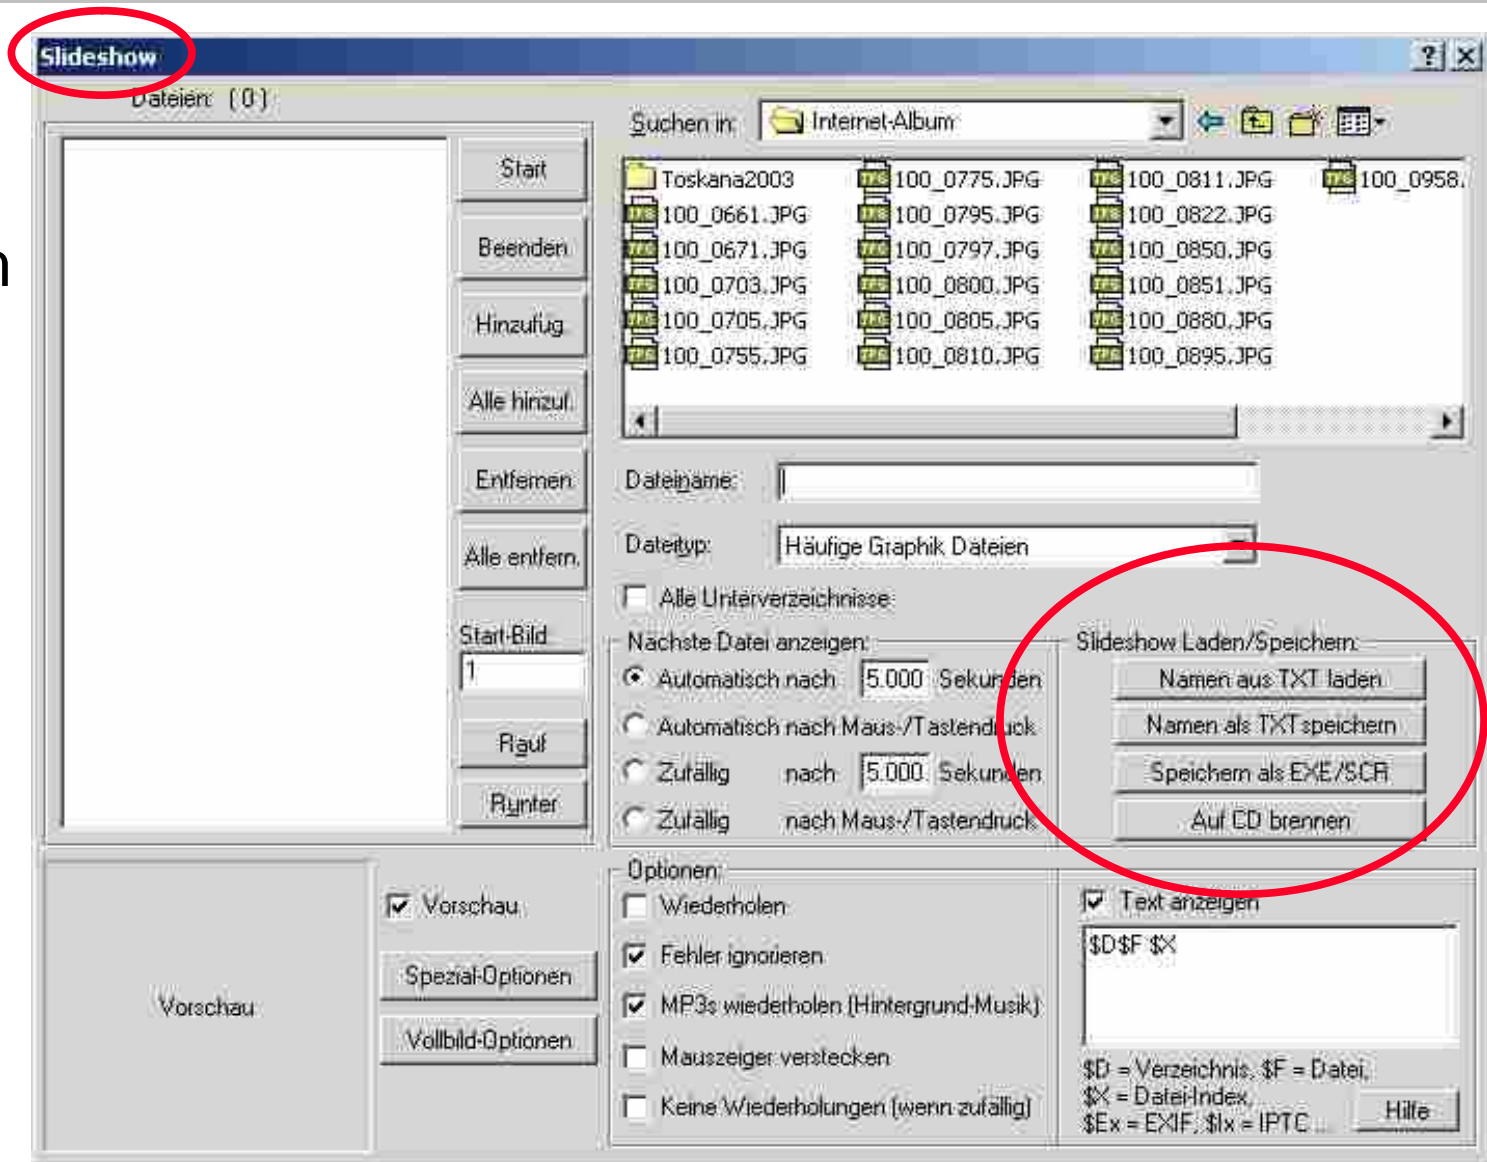 Slideshow
n
Dateien: ( 0 )
Start
Beenden
Hinzufüg.
Alle hinzuf.
Entfernen
Alle entfern.
Start-Bild
1
Rauf
Runter
Suchen in: Internet-Album
Toskana2003 100_0775.JPG 100_0811.JPG 100_0958.
100_0661.JPG 100_0795.JPG 100_0822.JPG
100_0671.JPG 100_0797.JPG 100_0850.JPG
100_0703.JPG 100_0800.JPG 100_0851.JPG
100_0705.JPG 100_0805.JPG 100_0880.JPG
100_0755.JPG 100_0810.JPG 100_0895.JPG
Dateiname:
Dateityp: Häufige Graphik Dateien
Alle Unterverzeichnisse
Nächste Datei anzeigen:
Automatisch nach 5.000 Sekunden
Automatisch nach Maus-/Tastendruck
Zufällig nach 5.000 Sekunden
Zufällig nach Maus-/Tastendruck
Slideshow Laden/Speichern:
Namen aus TXT laden
Namen als TXT speichern
Speichern als EXE/SCR
Auf CD brennen
Vorschau
Vorschau
Spezial-Optionen
Vollbild-Optionen
Optionen:
Wiederholen
Fehler ignorieren
MP3s wiederholen (Hintergrund-Musik)
Mauszeiger verstecken
Keine Wiederholungen (wenn zufällig)
Text anzeigen
$D$F $X
$D = Verzeichnis, $F = Datei,
$X = Datei-Index,
$Ex = EXIF, $Ix = IPTC ...
Hilfe